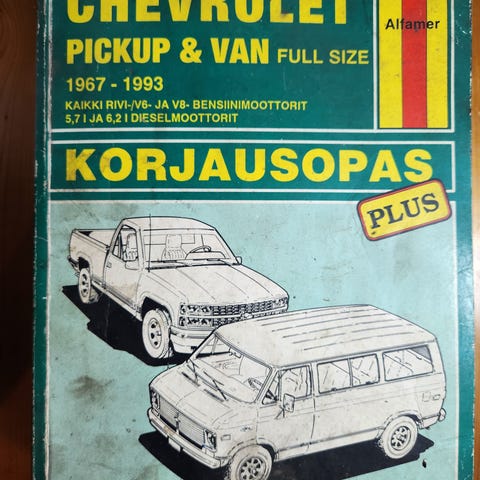 CHEVROLET
Alfamer
PICKUP & VAN FULL SIZE
1967 - 1993
KAIKKI RIVI-/V6- JA V8- BENSIINIMOOTTORIT
5,7 l JA 6,2 l DIESELMOOTTORIT
KORJAUSOPAS
PLUS